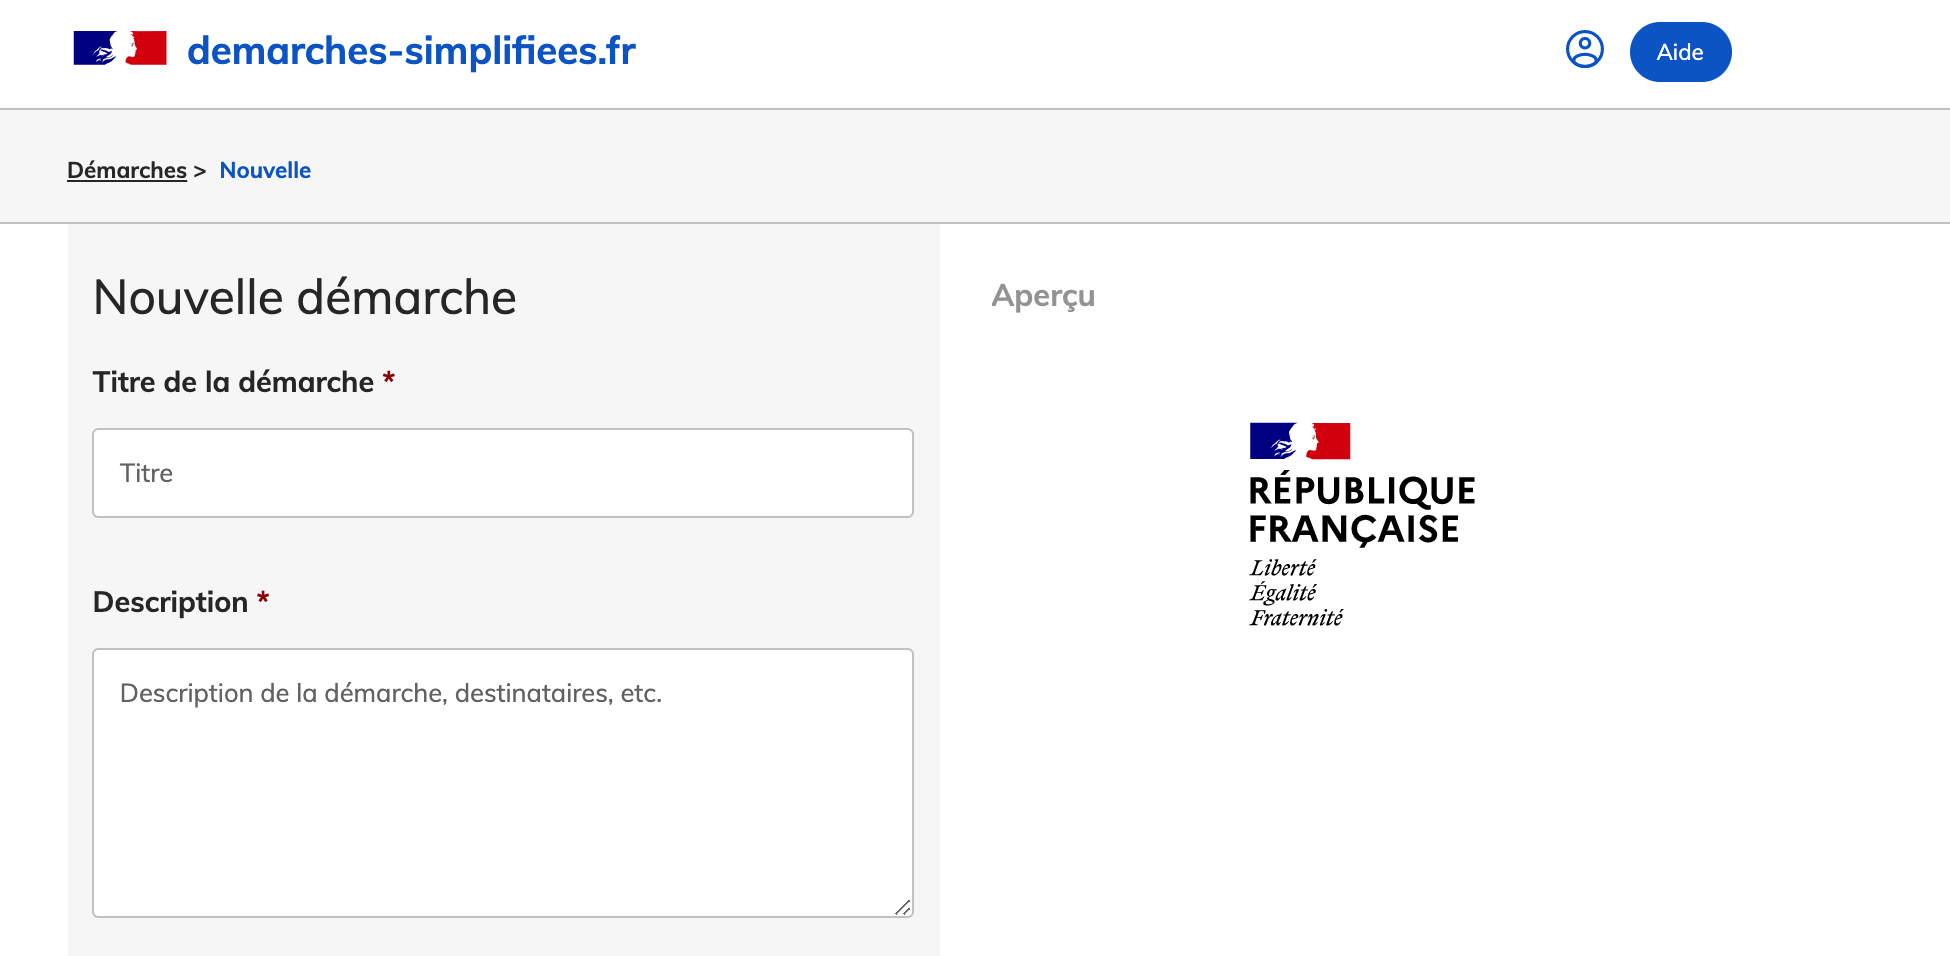 demarches-simplifiees.fr
Aide
Démarches > Nouvelle
Nouvelle démarche
Titre de la démarche *
Titre
Description *
Description de la démarche, destinataires, etc.
Aperçu
RÉPUBLIQUE
FRANÇAISE
Liberté
Égalité
Fraternité